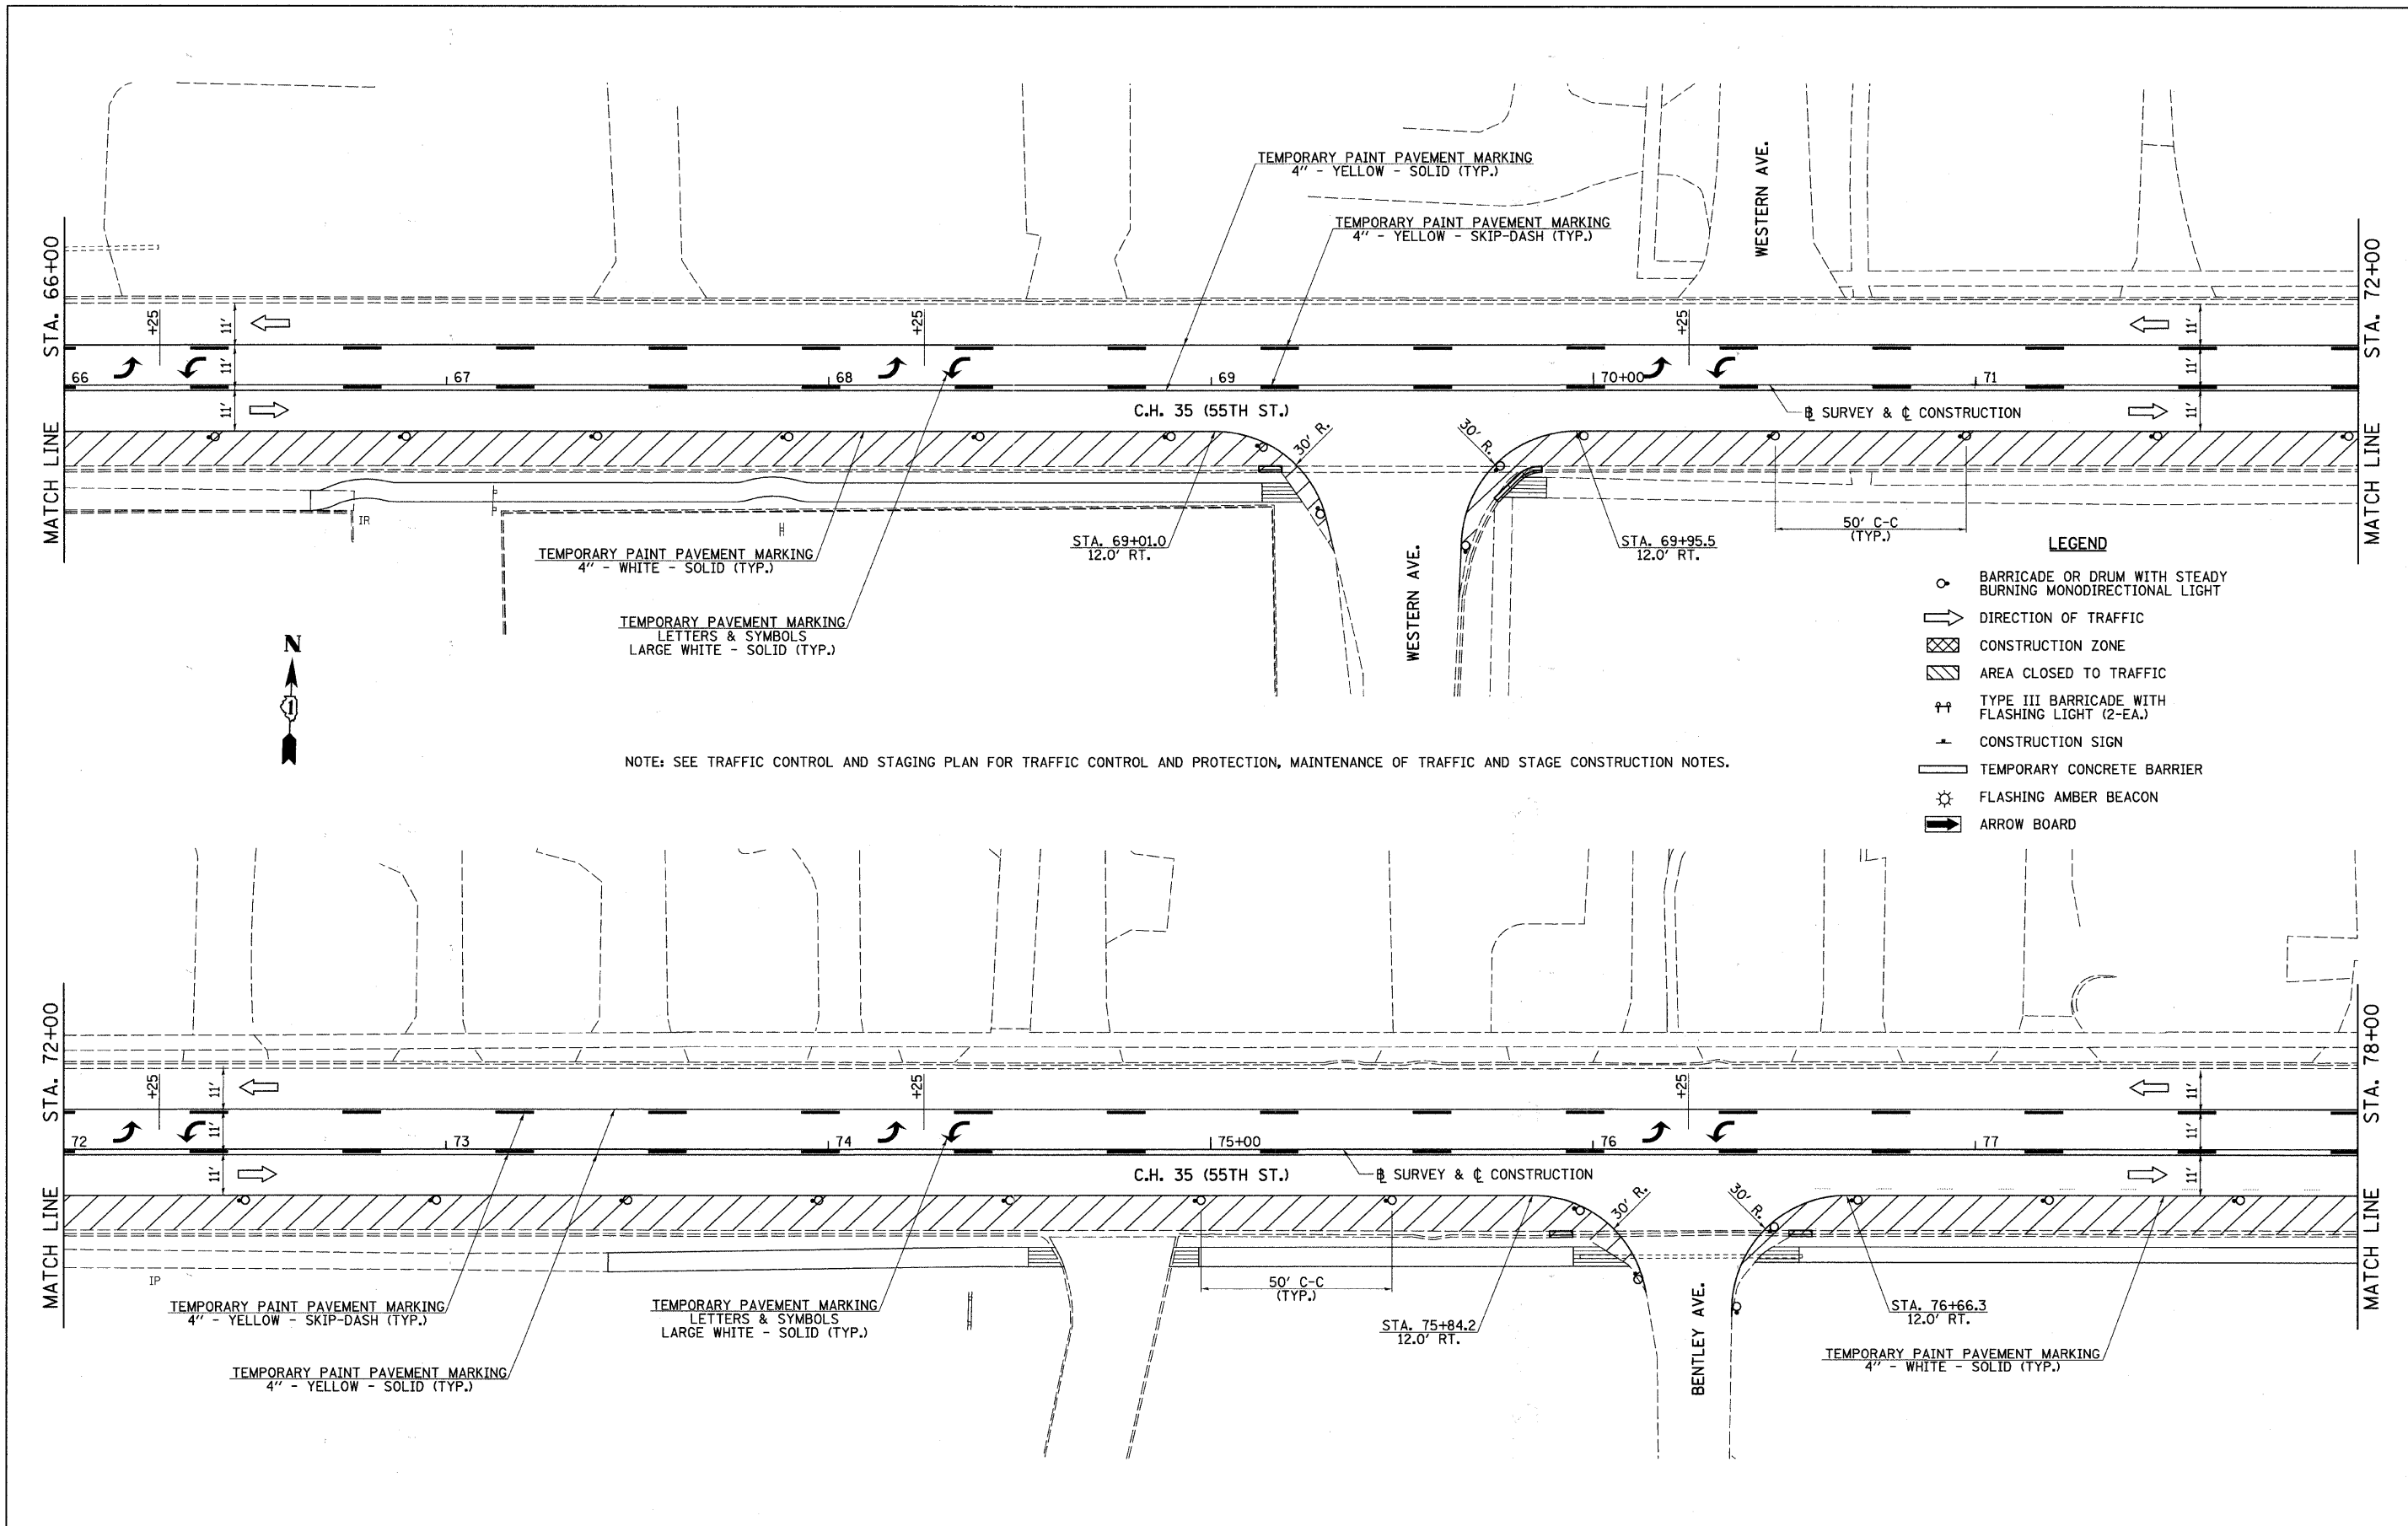 TEMPORARY PAINT PAVEMENT MARKING
4" - YELLOW - SOLID (TYP.)
TEMPORARY PAINT PAVEMENT MARKING
4" - YELLOW - SKIP-DASH (TYP.)
WESTERN AVE.
STA. 66+00
STA. 72+00
+25
+25
+25
11'
11'
11'
11'
11'
11'
66
67
68
69
70+00
71
C.H. 35 (55TH ST.)
℄ SURVEY & ℄ CONSTRUCTION
MATCH LINE
MATCH LINE
30' R.
30' R.
IR
TEMPORARY PAINT PAVEMENT MARKING
4" - WHITE - SOLID (TYP.)
STA. 69+01.0
12.0' RT.
STA. 69+95.5
12.0' RT.
50' C-C
(TYP.)
TEMPORARY PAVEMENT MARKING
LETTERS & SYMBOLS
LARGE WHITE - SOLID (TYP.)
WESTERN AVE.
N
1
LEGEND
BARRICADE OR DRUM WITH STEADY
BURNING MONODIRECTIONAL LIGHT
DIRECTION OF TRAFFIC
CONSTRUCTION ZONE
AREA CLOSED TO TRAFFIC
TYPE III BARRICADE WITH
FLASHING LIGHT (2-EA.)
CONSTRUCTION SIGN
TEMPORARY CONCRETE BARRIER
FLASHING AMBER BEACON
ARROW BOARD
NOTE: SEE TRAFFIC CONTROL AND STAGING PLAN FOR TRAFFIC CONTROL AND PROTECTION, MAINTENANCE OF TRAFFIC AND STAGE CONSTRUCTION NOTES.
STA. 72+00
STA. 78+00
+25
+25
+25
11'
11'
11'
11'
11'
11'
72
73
74
75+00
76
77
C.H. 35 (55TH ST.)
℄ SURVEY & ℄ CONSTRUCTION
MATCH LINE
MATCH LINE
30' R.
30' R.
IP
TEMPORARY PAINT PAVEMENT MARKING
4" - YELLOW - SKIP-DASH (TYP.)
TEMPORARY PAVEMENT MARKING
LETTERS & SYMBOLS
LARGE WHITE - SOLID (TYP.)
50' C-C
(TYP.)
STA. 75+84.2
12.0' RT.
STA. 76+66.3
12.0' RT.
BENTLEY AVE.
TEMPORARY PAINT PAVEMENT MARKING
4" - WHITE - SOLID (TYP.)
TEMPORARY PAINT PAVEMENT MARKING
4" - YELLOW - SOLID (TYP.)